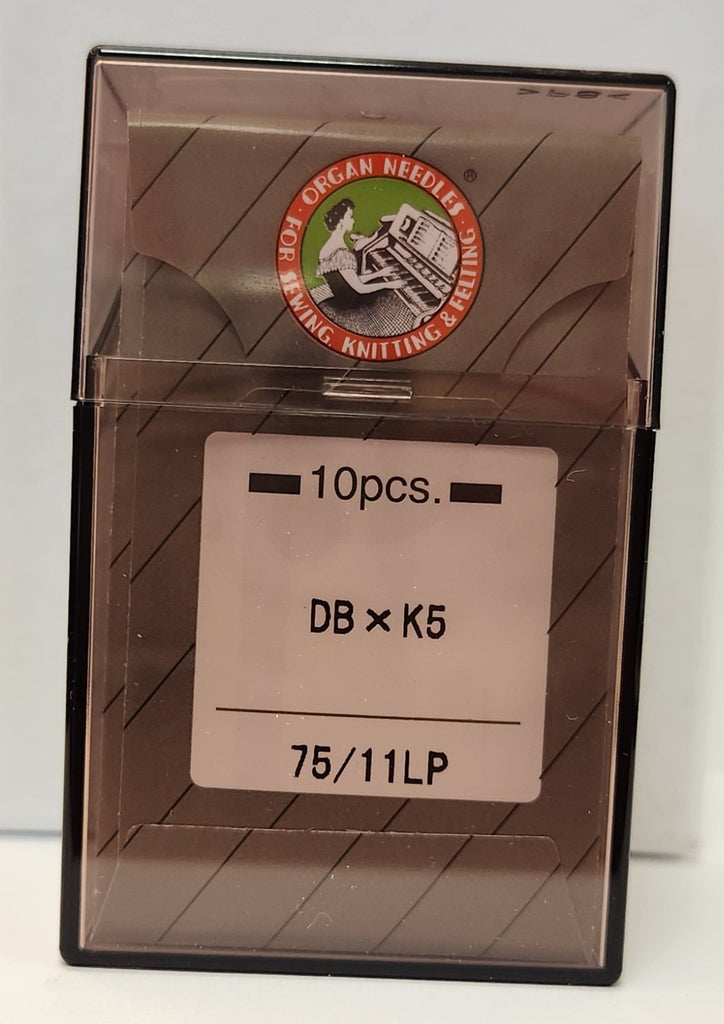 ORGAN NEEDLES · FOR SEWING KNITTING & FELTING · ®
10pcs.
DB×K5
75/11LP